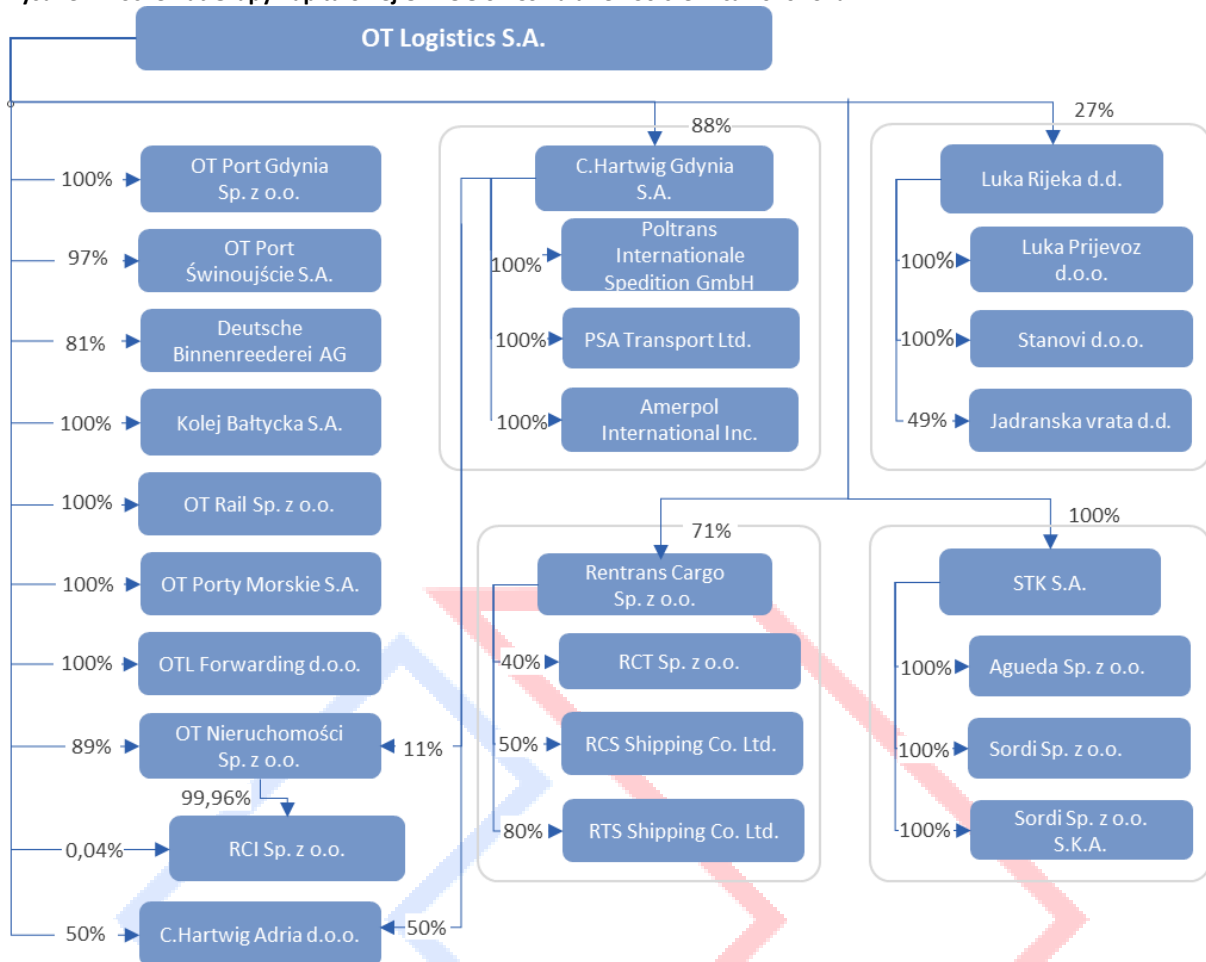 OT Logistics S.A.
100%
OT Port Gdynia
Sp. z o.o.
97%
OT Port
Świnoujście S.A.
81%
Deutsche
Binnenreederei AG
100%
Kolej Bałtycka S.A.
100%
OT Rail Sp. z o.o.
100%
OT Porty Morskie S.A.
100%
OTL Forwarding d.o.o.
89%
OT Nieruchomości
Sp. z o.o.
11%
99,96%
0,04%
RCI Sp. z o.o.
50%
C.Hartwig Adria d.o.o.
50%
88%
C.Hartwig Gdynia
S.A.
100%
Poltrans
Internationale
Spedition GmbH
100%
PSA Transport Ltd.
100%
Amerpol
International Inc.
27%
Luka Rijeka d.d.
100%
Luka Prijevoz
d.o.o.
100%
Stanovi d.o.o.
49%
Jadranska vrata d.d.
71%
Rentrans Cargo
Sp. z o.o.
40%
RCT Sp. z o.o.
50%
RCS Shipping Co. Ltd.
80%
RTS Shipping Co. Ltd.
100%
STK S.A.
100%
Agueda Sp. z o.o.
100%
Sordi Sp. z o.o.
100%
Sordi Sp. z o.o.
S.K.A.